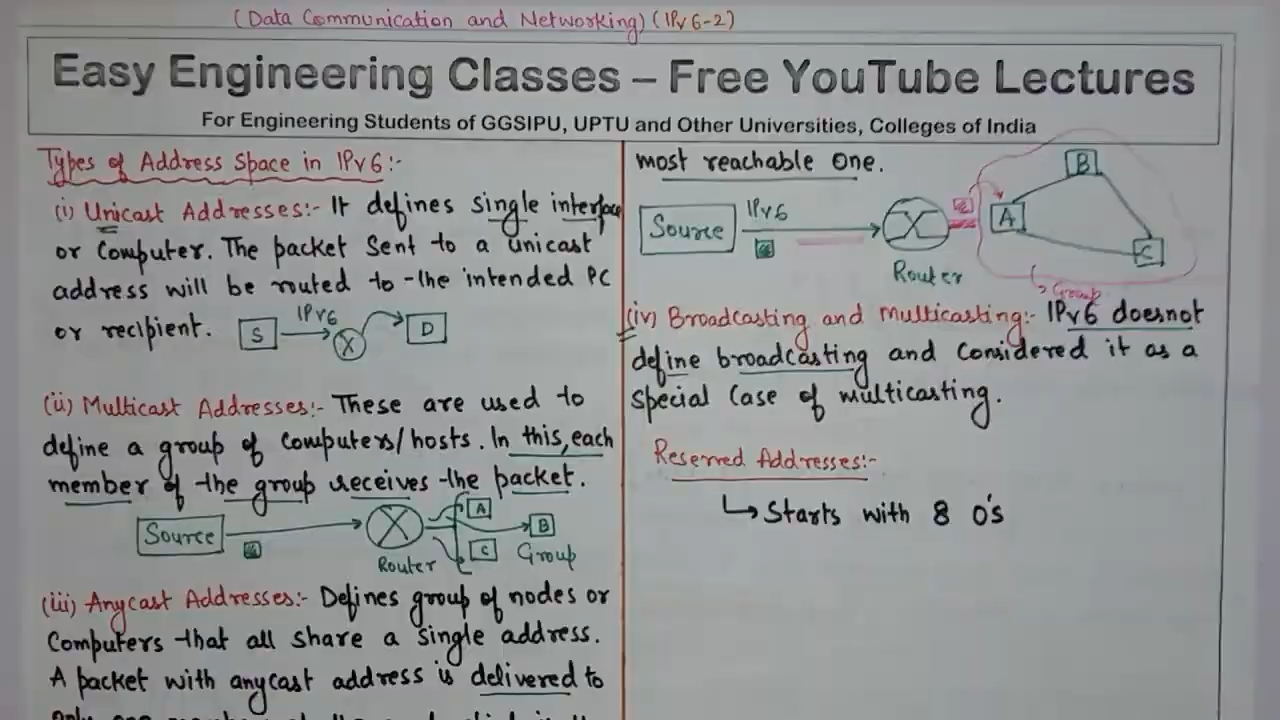 (Data Communication and Networking) (IPv6-2)
Easy Engineering Classes – Free YouTube Lectures
For Engineering Students of GGSIPU, UPTU and Other Universities, Colleges of India
Types of Address Space in IPv6:-
(i) Unicast Addresses:- It defines single interface
or Computer. The packet sent to a unicast
address will be routed to the intended PC
or recipient.
S IPv6 X D
(ii) Multicast Addresses:- These are used to
define a group of Computers/hosts. In this, each
member of the group receives the packet.
Source X A B C
Router Group
(iii) Anycast Addresses:- Defines group of nodes or
Computers that all share a single address.
A packet with anycast address is delivered to
most reachable one.
Source IPv6 X A B C
Router
Group
(iv) Broadcasting and Multicasting:- IPv6 doesnot
define broadcasting and Considered it as a
special Case of multicasting.
Reserved Addresses:-
↳ Starts with 8 0's